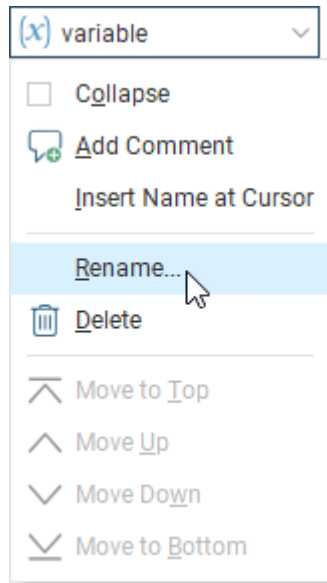 (x) variable
Collapse
Add Comment
Insert Name at Cursor
Rename...
Delete
Move to Top
Move Up
Move Down
Move to Bottom